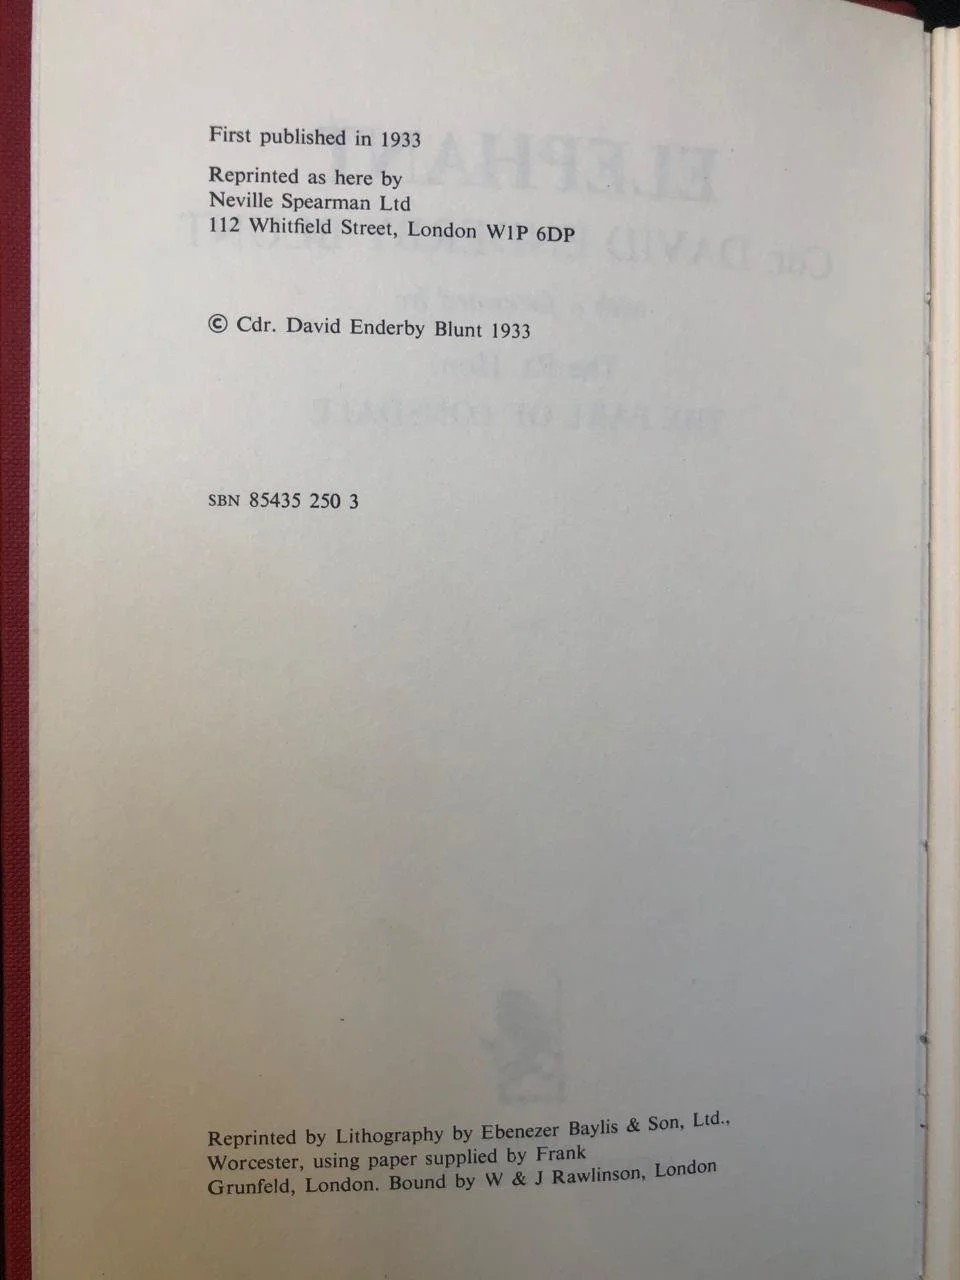 First published in 1933
Reprinted as here by
Neville Spearman Ltd
112 Whitfield Street, London W1P 6DP
© Cdr. David Enderby Blunt 1933
SBN 85435 250 3
Reprinted by Lithography by Ebenezer Baylis & Son, Ltd.,
Worcester, using paper supplied by Frank
Grunfeld, London. Bound by W & J Rawlinson, London